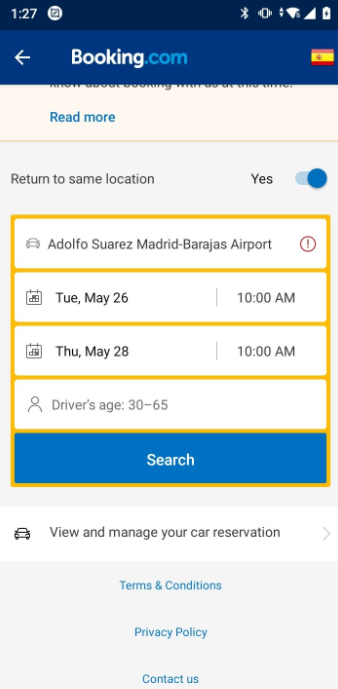 1:27
Booking.com
know about booking with us at this time.
Read more
Return to same location Yes
Adolfo Suarez Madrid-Barajas Airport
Tue, May 26 10:00 AM
Thu, May 28 10:00 AM
Driver's age: 30–65
Search
View and manage your car reservation
Terms & Conditions
Privacy Policy
Contact us